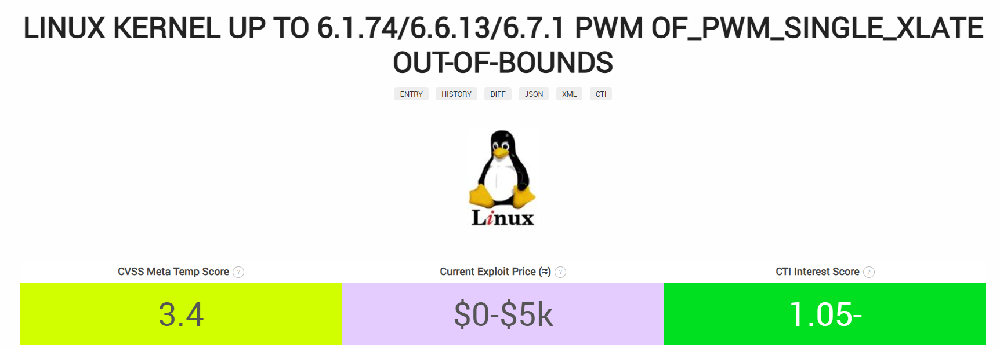 LINUX KERNEL UP TO 6.1.74/6.6.13/6.7.1 PWM OF_PWM_SINGLE_XLATE
OUT-OF-BOUNDS
ENTRY HISTORY DIFF JSON XML CTI
Linux
CVSS Meta Temp Score ? Current Exploit Price (≈) ? CTI Interest Score ?
3.4 $0-$5k 1.05-